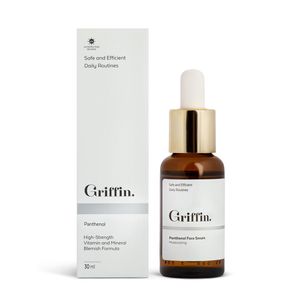 Safe and Efficient
Daily Routines
Griffin.
Panthenol
High-Strength
Vitamin and Mineral
Blemish Formula
30 ml
Safe and Efficient
Daily Routines
Griffin.
Panthenol Face Serum
Moisturizing